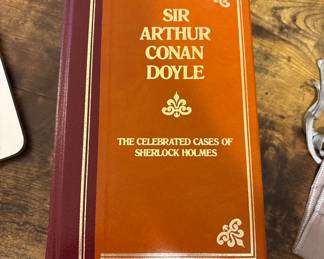 SIR
ARTHUR
CONAN
DOYLE
THE CELEBRATED CASES OF
SHERLOCK HOLMES